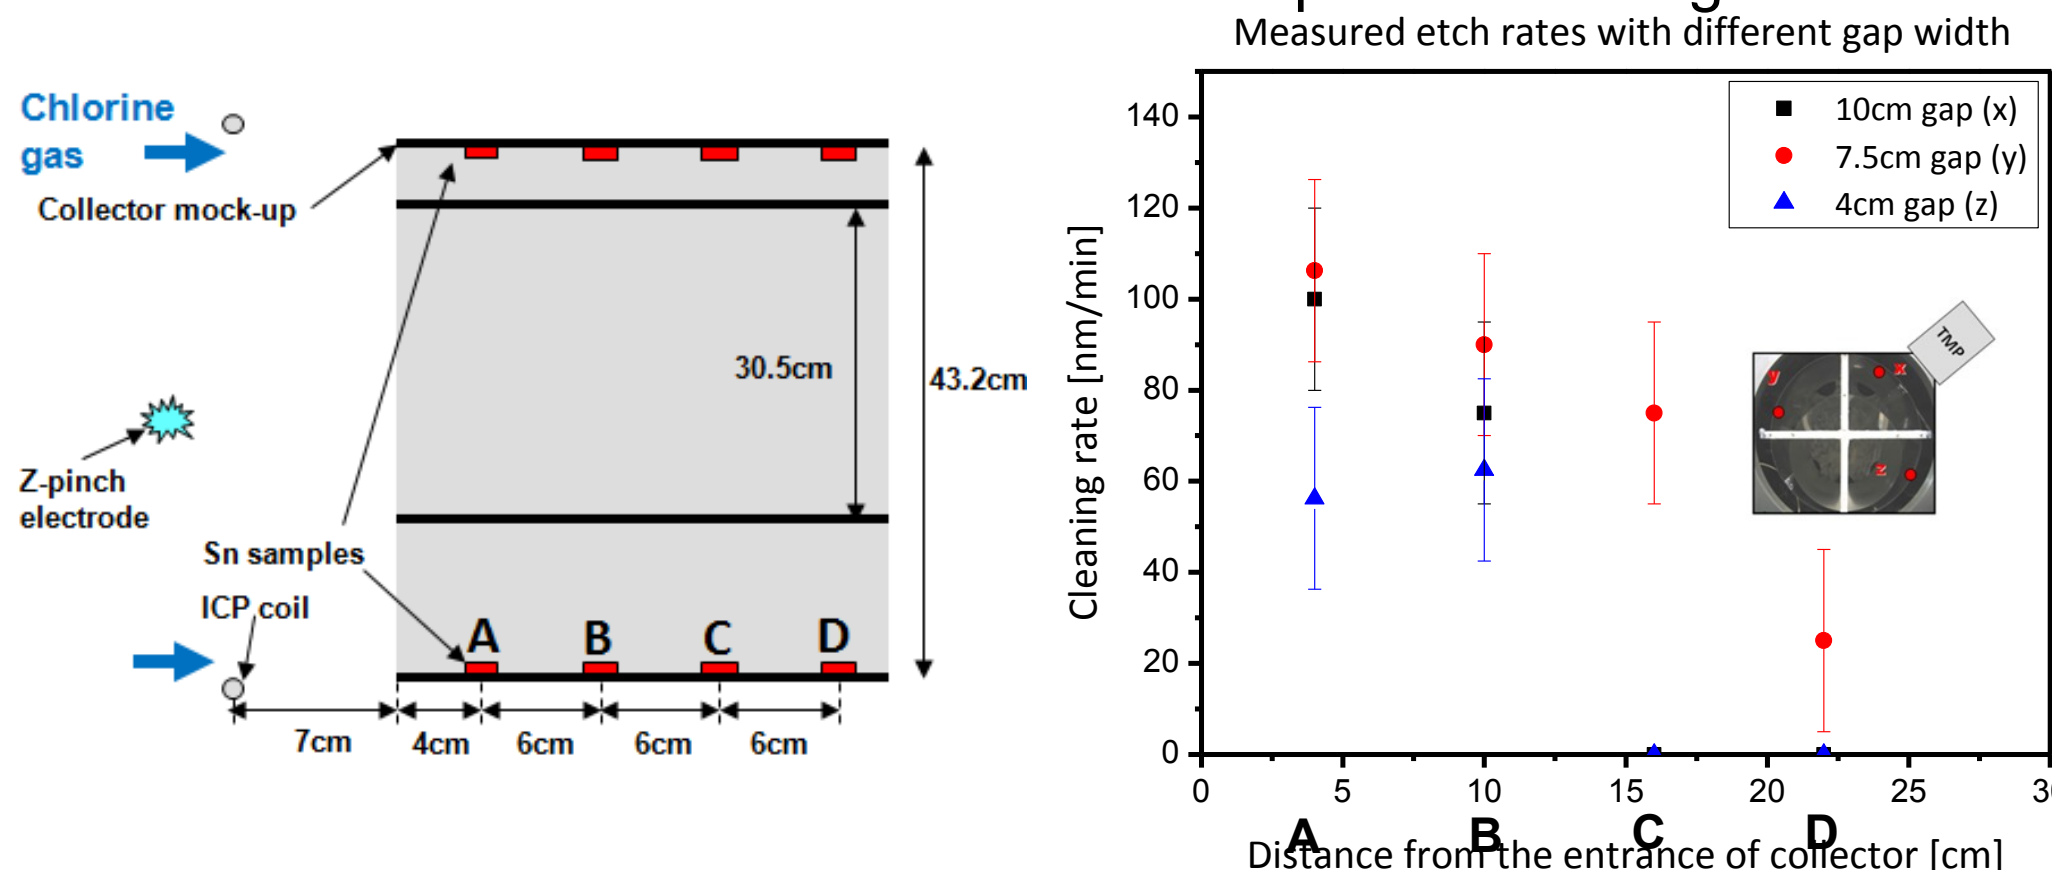 Measured etch rates with different gap width
Chlorine
gas
Collector mock-up
30.5cm
43.2cm
Z-pinch
electrode
Sn samples
ICP coil
A B C D
7cm 4cm 6cm 6cm 6cm
10cm gap (x)
7.5cm gap (y)
4cm gap (z)
Cleaning rate [nm/min]
140
120
100
80
60
40
20
0
TMP
y x
z
0 5 10 15 20 25
A B C D
Distance from the entrance of collector [cm]